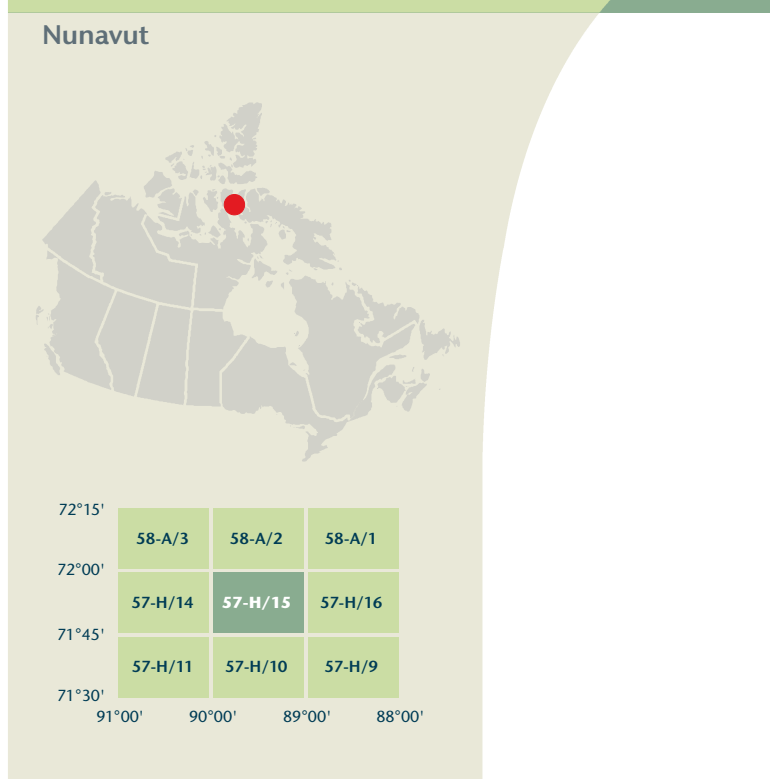 Nunavut
72°15'
58-A/3 58-A/2 58-A/1
72°00'
57-H/14 57-H/15 57-H/16
71°45'
57-H/11 57-H/10 57-H/9
71°30'
91°00' 90°00' 89°00' 88°00'